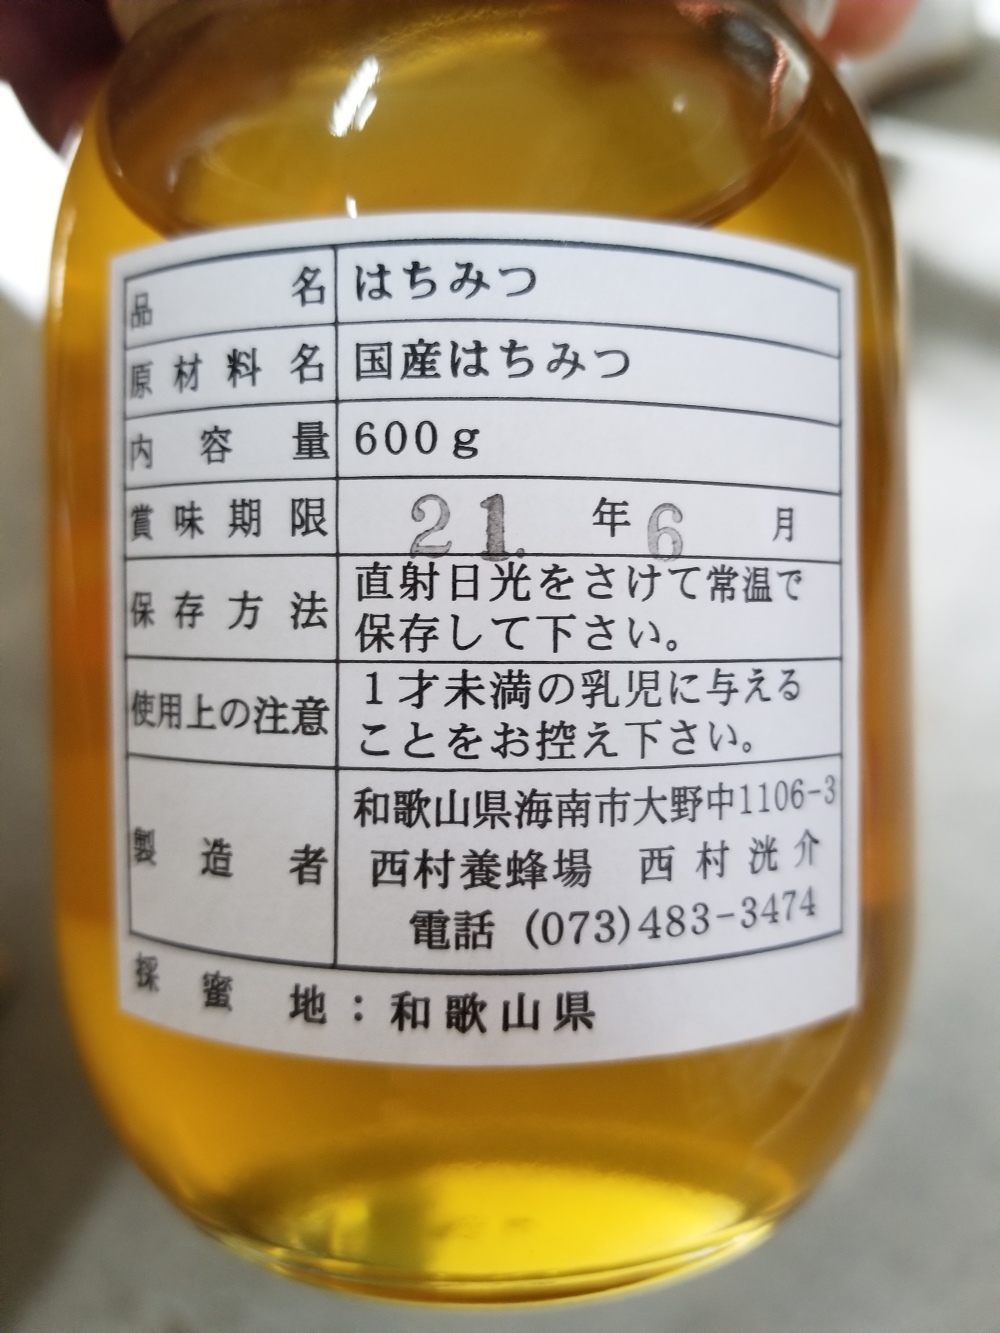 品名 はちみつ
原材料名 国産はちみつ
内容量 600g
賞味期限 21.年6月
保存方法 直射日光をさけて常温で
保存して下さい。
使用上の注意 1才未満の乳児に与える
ことをお控え下さい。
製造者 和歌山県海南市大野中1106-3
西村養蜂場 西村洸介
電話 (073)483-3474
採蜜地：和歌山県